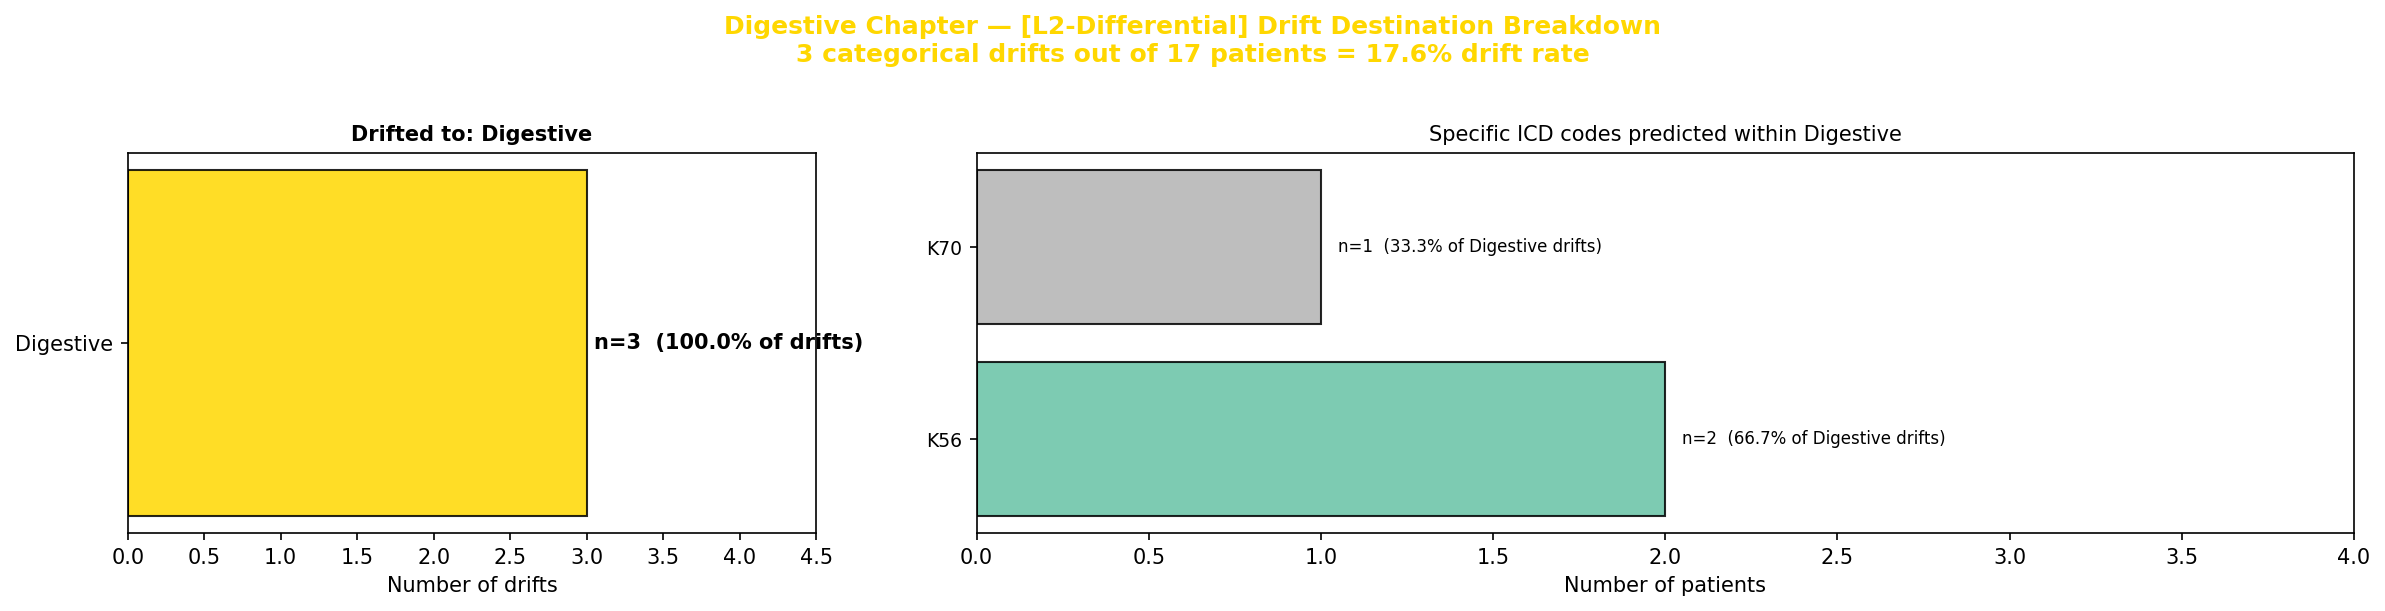 Digestive Chapter — [L2-Differential] Drift Destination Breakdown
3 categorical drifts out of 17 patients = 17.6% drift rate
Drifted to: Digestive
Digestive
n=3 (100.0% of drifts)
0.0 0.5 1.0 1.5 2.0 2.5 3.0 3.5 4.0 4.5
Number of drifts
Specific ICD codes predicted within Digestive
K70
n=1 (33.3% of Digestive drifts)
K56
n=2 (66.7% of Digestive drifts)
0.0 0.5 1.0 1.5 2.0 2.5 3.0 3.5 4.0
Number of patients